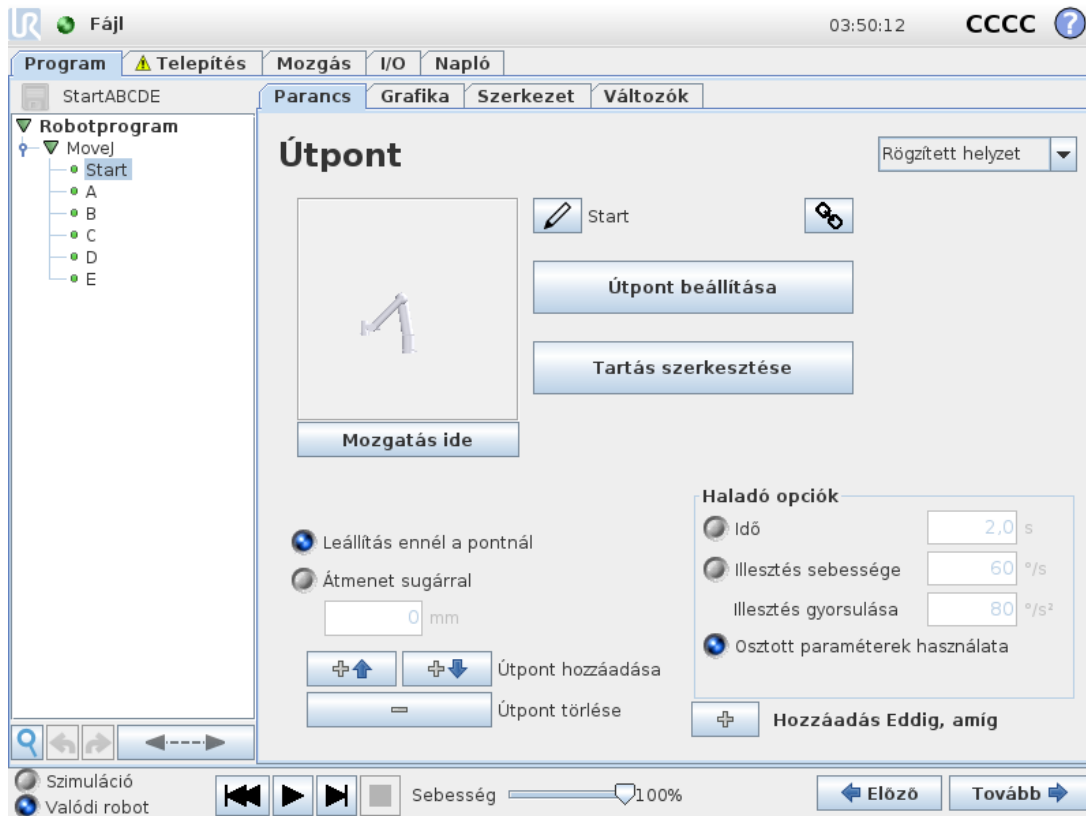 UR Fájl 03:50:12 CCCC ?
Program Telepítés Mozgás I/O Napló
StartABCDE Parancs Grafika Szerkezet Változók
Robotprogram
MoveJ
Start
A
B
C
D
E
Útpont
Rögzített helyzet
Start
Útpont beállítása
Tartás szerkesztése
Mozgatás ide
Leállítás ennél a pontnál
Átmenet sugárral
0 mm
Útpont hozzáadása
Útpont törlése
Haladó opciók
Idő 2,0 s
Illesztés sebessége 60 °/s
Illesztés gyorsulása 80 °/s²
Osztott paraméterek használata
Hozzáadás Eddig, amíg
Szimuláció
Valódi robot
Sebesség 100%
Előző
Tovább